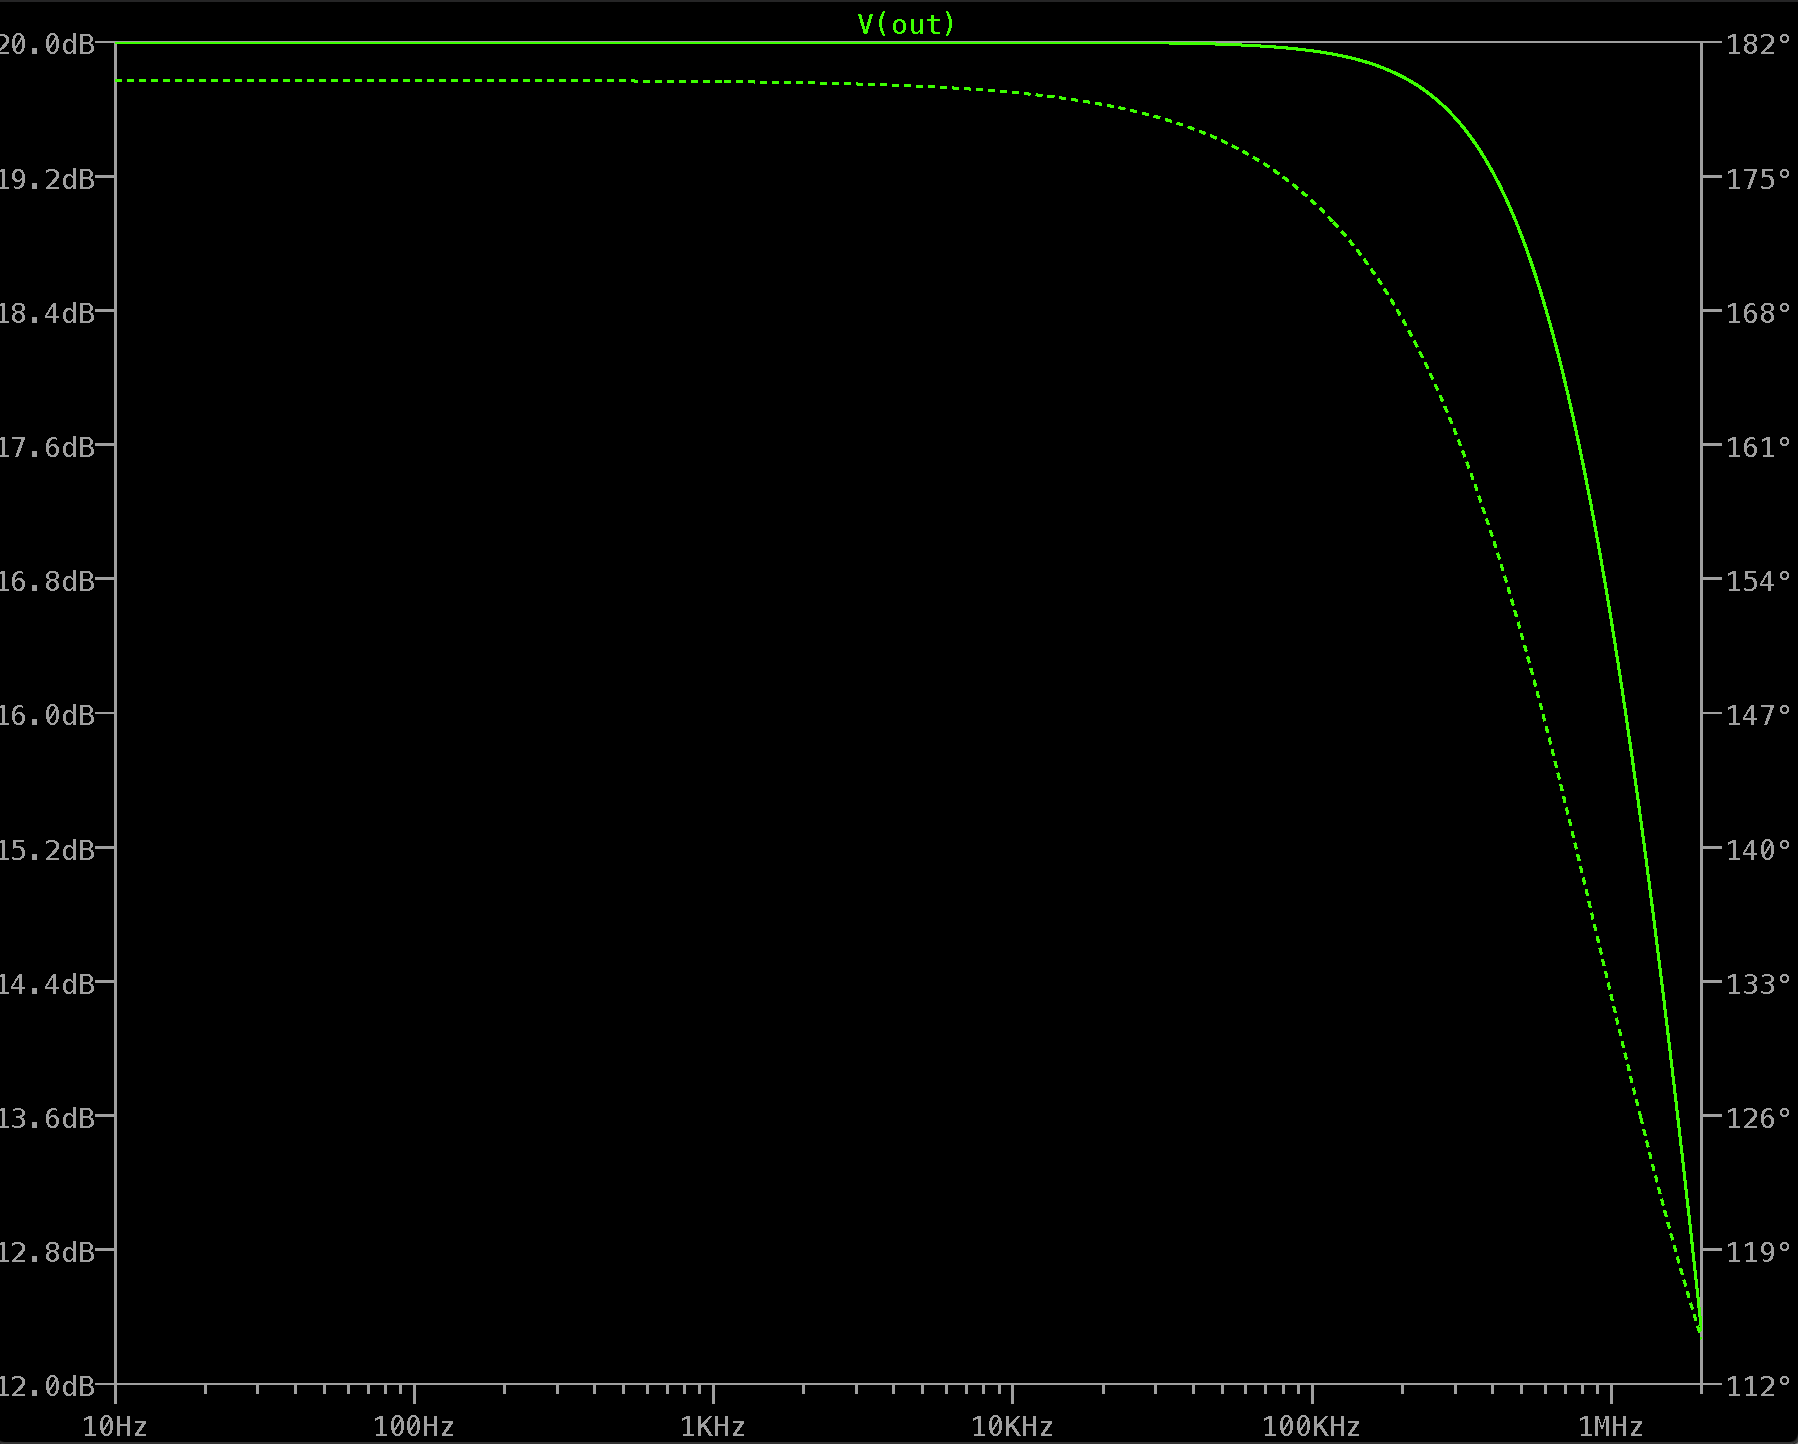 V(out)
20.0dB 182°
19.2dB 175°
18.4dB 168°
17.6dB 161°
16.8dB 154°
16.0dB 147°
15.2dB 140°
14.4dB 133°
13.6dB 126°
12.8dB 119°
12.0dB 112°
10Hz 100Hz 1KHz 10KHz 100KHz 1MHz